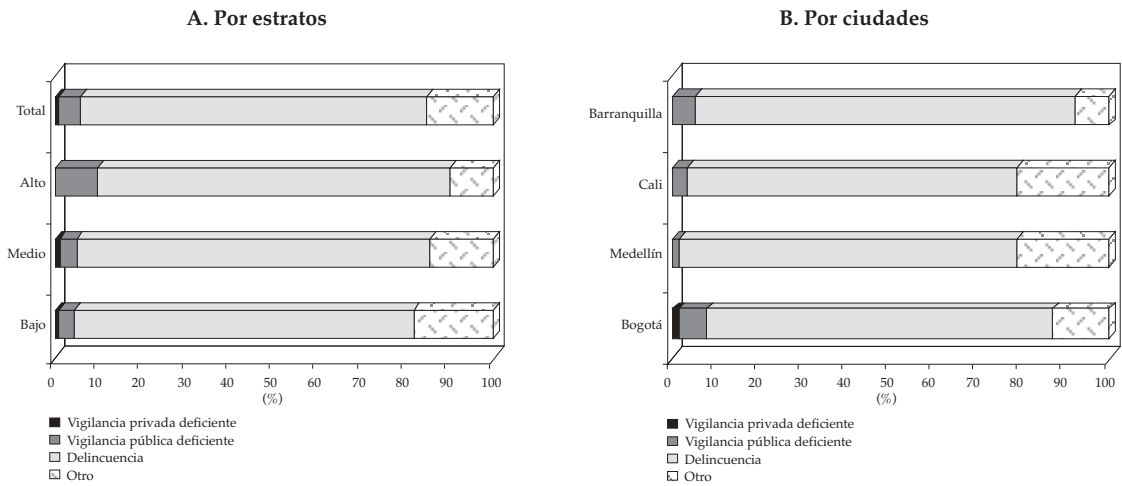 A. Por estratos
Total
Alto
Medio
Bajo
0 10 20 30 40 50 60 70 80 90 100
(%)
Vigilancia privada deficiente
Vigilancia pública deficiente
Delincuencia
Otro
B. Por ciudades
Barranquilla
Cali
Medellín
Bogotá
0 10 20 30 40 50 60 70 80 90 100
(%)
Vigilancia privada deficiente
Vigilancia pública deficiente
Delincuencia
Otro